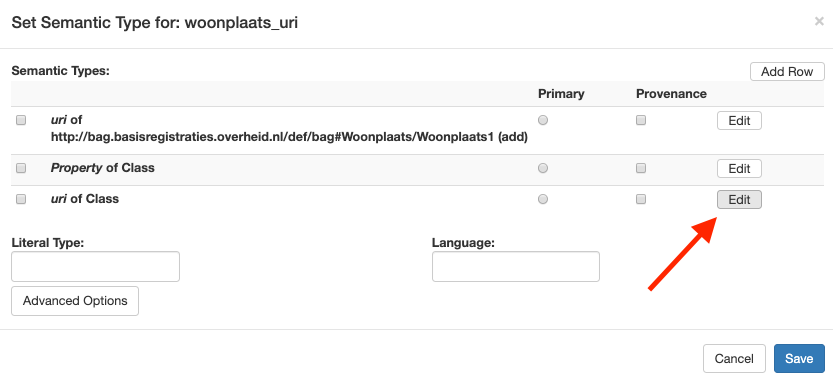 Set Semantic Type for: woonplaats_uri
×
Semantic Types:
Add Row
Primary Provenance
uri of
http://bag.basisregistraties.overheid.nl/def/bag#Woonplaats/Woonplaats1 (add)
Edit
Property of Class
Edit
uri of Class
Edit
Literal Type:
Language:
Advanced Options
Cancel
Save